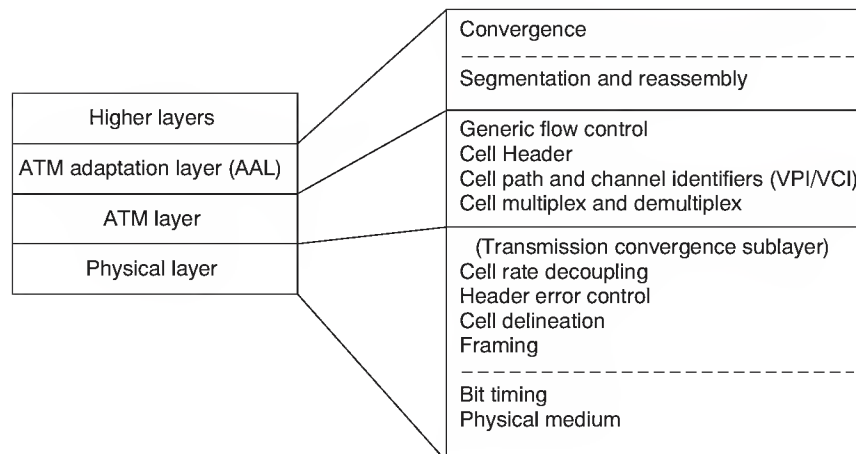 Higher layers
ATM adaptation layer (AAL)
ATM layer
Physical layer
Convergence
Segmentation and reassembly
Generic flow control
Cell Header
Cell path and channel identifiers (VPI/VCI)
Cell multiplex and demultiplex
(Transmission convergence sublayer)
Cell rate decoupling
Header error control
Cell delineation
Framing
Bit timing
Physical medium